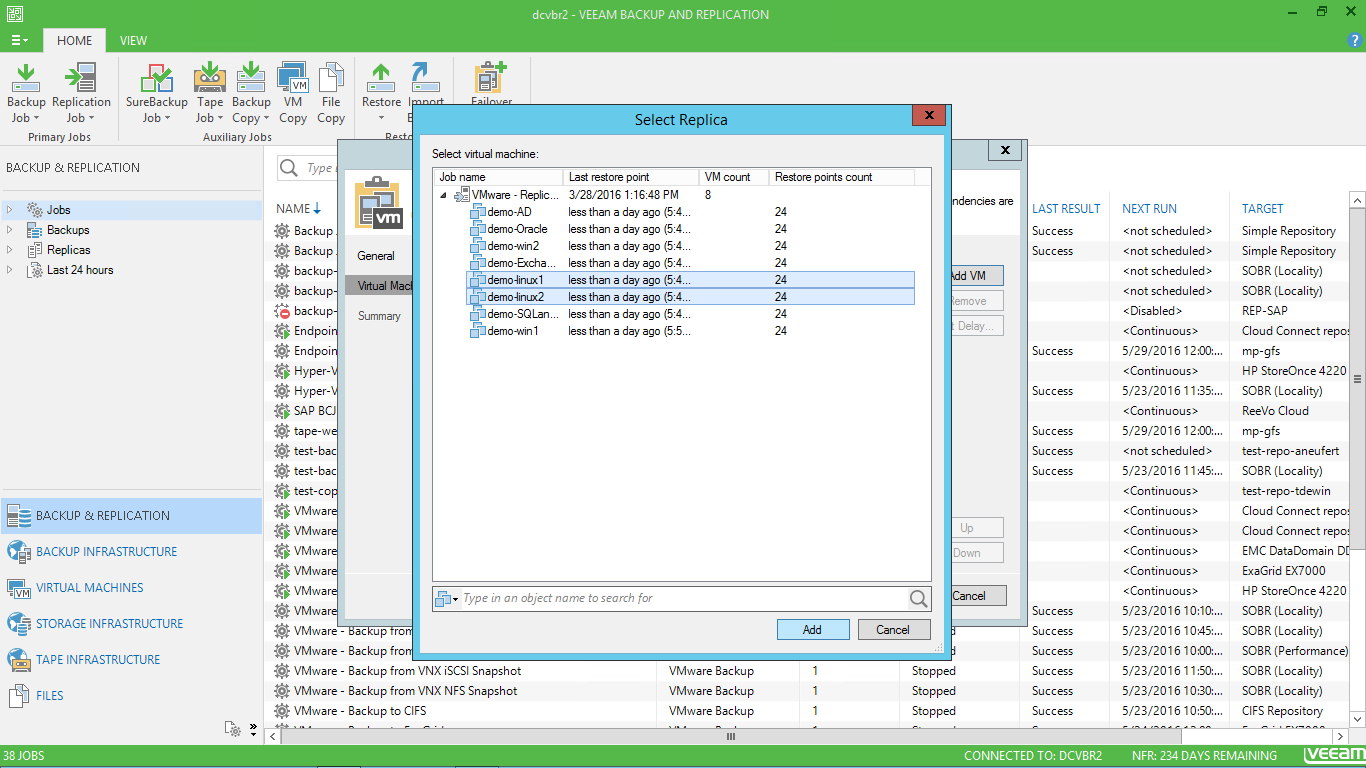 dcvbr2 - VEEAM BACKUP AND REPLICATION
HOME VIEW
Backup Job Replication Job SureBackup Job Tape Job Backup Copy VM Copy File Copy Restore Import Failover
Primary Jobs Auxiliary Jobs
BACKUP & REPLICATION
Jobs
Backups
Replicas
Last 24 hours
BACKUP & REPLICATION
BACKUP INFRASTRUCTURE
VIRTUAL MACHINES
STORAGE INFRASTRUCTURE
TAPE INFRASTRUCTURE
FILES
Select Replica
Select virtual machine:
Job name Last restore point VM count Restore points count
VMware - Replic... 3/28/2016 1:16:48 PM 8
demo-AD less than a day ago (5:4... 24
demo-Oracle less than a day ago (5:4... 24
demo-win2 less than a day ago (5:4... 24
demo-Excha... less than a day ago (5:4... 24
demo-linux1 less than a day ago (5:4... 24
demo-linux2 less than a day ago (5:4... 24
demo-SQLan... less than a day ago (5:4... 24
demo-win1 less than a day ago (5:5... 24
Type in an object name to search for
Add Cancel
vm
General
Virtual Mach
Summary
ndencies are
Add VM
Remove
t Delay...
Up
Down
Cancel
NAME LAST RESULT NEXT RUN TARGET
Backup Success <not scheduled> Simple Repository
Backup Success <not scheduled> Simple Repository
backup- <not scheduled> SOBR (Locality)
backup- <not scheduled> SOBR (Locality)
backup- <Disabled> REP-SAP
Endpoin <Continuous> Cloud Connect repos
Endpoin Success 5/29/2016 12:00:... mp-gfs
Hyper-V <Continuous> HP StoreOnce 4220
Hyper-V Success 5/23/2016 11:35:... SOBR (Locality)
SAP BCJ <Continuous> ReeVo Cloud
tape-we Success 5/29/2016 12:00:... mp-gfs
test-bac Success <not scheduled> test-repo-aneufert
test-bac Success 5/23/2016 11:45:... SOBR (Locality)
test-cop <Continuous> test-repo-tdewin
VMware <Continuous> Cloud Connect repos
VMware <Continuous> Cloud Connect repos
VMware <Continuous> EMC DataDomain DD
VMware <Continuous> ExaGrid EX7000
VMware <Continuous> HP StoreOnce 4220
VMware Success 5/23/2016 10:10:... SOBR (Locality)
VMware - Backup from Success 5/23/2016 10:45:... SOBR (Locality)
VMware - Backup from Success 5/23/2016 10:00:... SOBR (Performance)
VMware - Backup from VNX iSCSI Snapshot VMware Backup 1 Stopped Success 5/23/2016 11:50:... SOBR (Locality)
VMware - Backup from VNX NFS Snapshot VMware Backup 1 Stopped Success 5/23/2016 10:30:... SOBR (Locality)
VMware - Backup to CIFS VMware Backup 1 Stopped Success 5/23/2016 10:50:... CIFS Repository
38 JOBS CONNECTED TO: DCVBR2 NFR: 234 DAYS REMAINING veeam